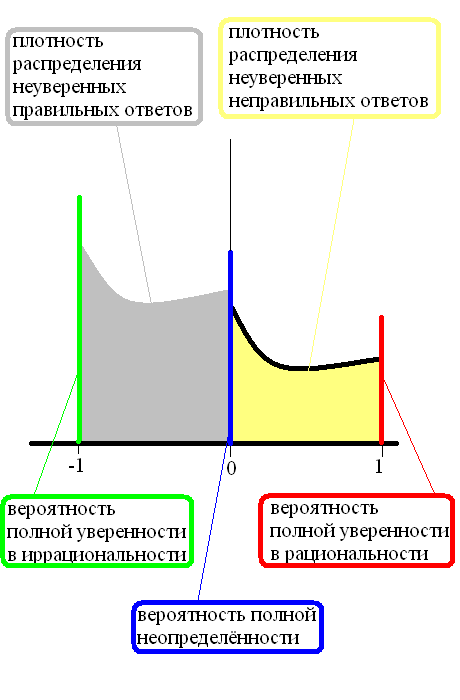 плотность
распределения
неуверенных
правильных ответов
плотность
распределения
неуверенных
неправильных ответов
-1
0
1
вероятность
полной уверенности
в иррациональности
вероятность
полной уверенности
в рациональности
вероятность полной
неопределённости